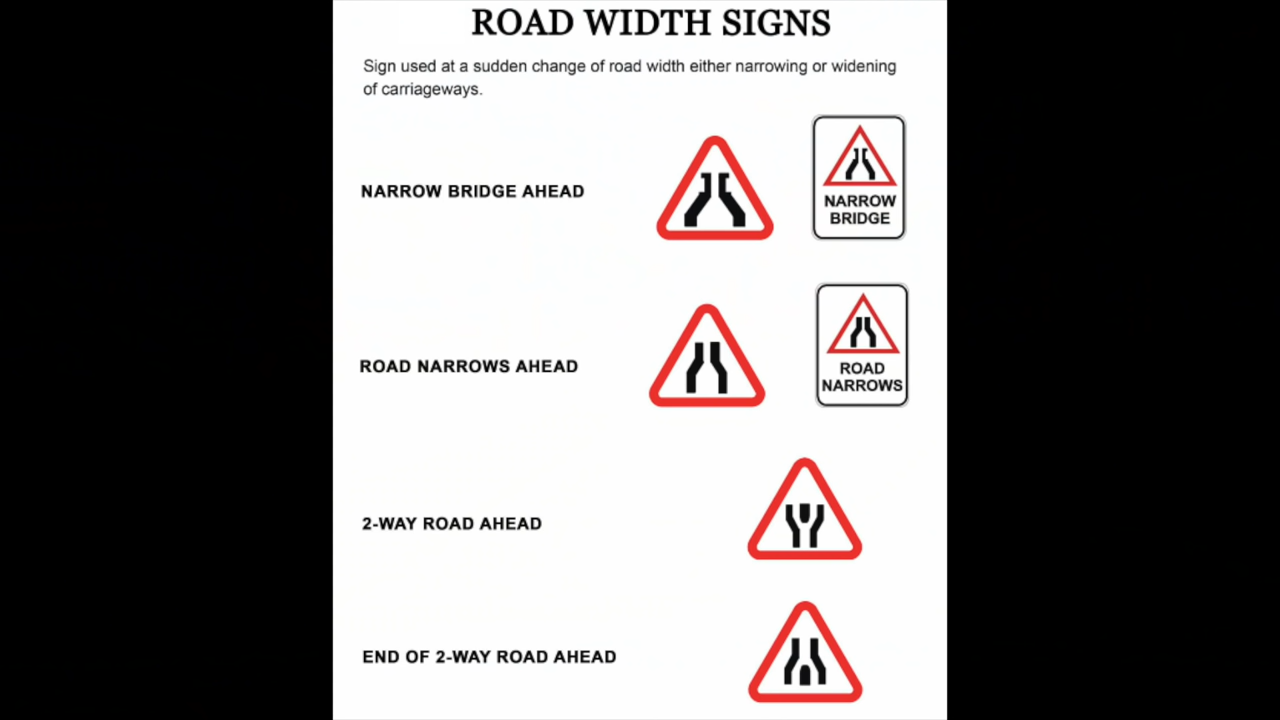 ROAD WIDTH SIGNS
Sign used at a sudden change of road width either narrowing or widening
of carriageways.
NARROW BRIDGE AHEAD
NARROW
BRIDGE
ROAD NARROWS AHEAD
ROAD
NARROWS
2-WAY ROAD AHEAD
END OF 2-WAY ROAD AHEAD